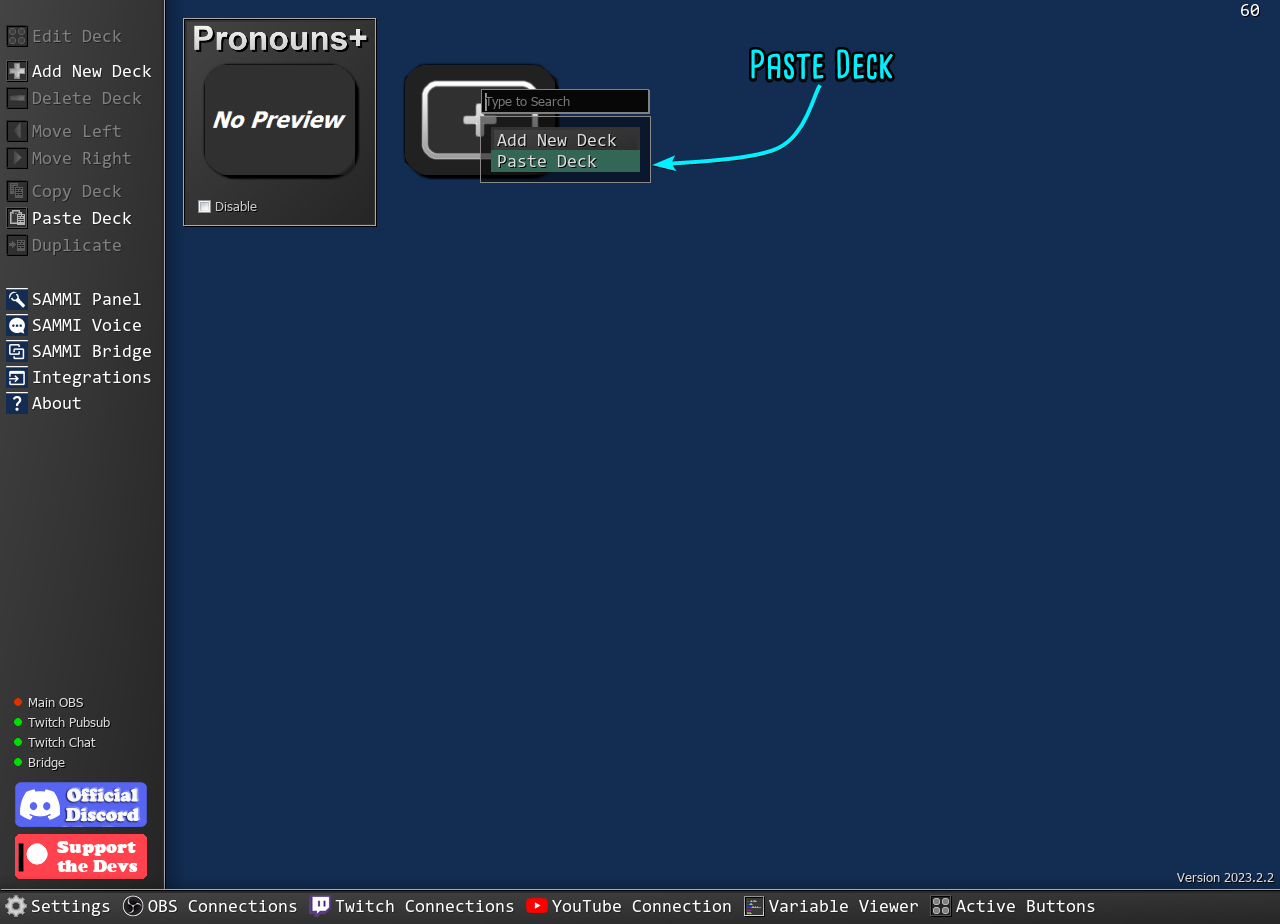 60
Edit Deck
Add New Deck
Delete Deck
Move Left
Move Right
Copy Deck
Paste Deck
Duplicate
SAMMI Panel
SAMMI Voice
SAMMI Bridge
Integrations
About
Pronouns+
No Preview
Disable
Type to Search
Add New Deck
Paste Deck
Paste Deck
Main OBS
Twitch Pubsub
Twitch Chat
Bridge
Official
Discord
Support
the Devs
Version 2023.2.2
Settings OBS Connections Twitch Connections YouTube Connection Variable Viewer Active Buttons